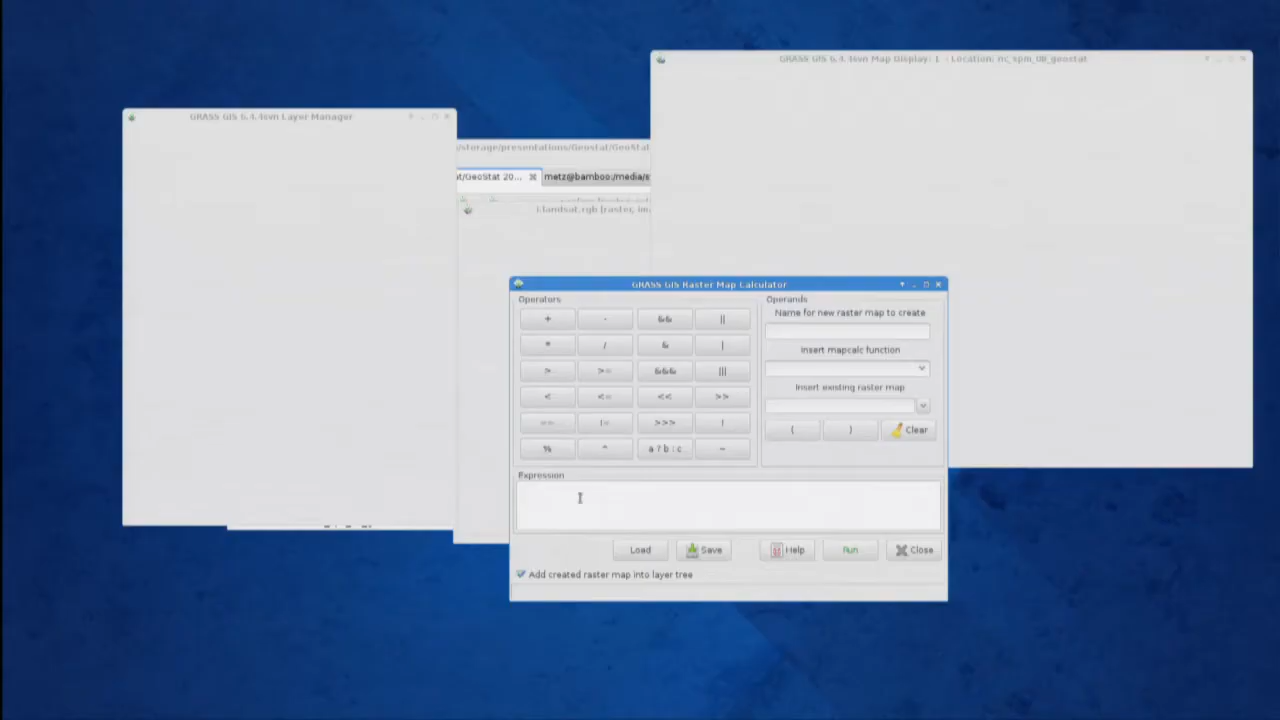 GRASS GIS 6.4.4svn Map Display: 1 - Location: nc_spm_08_geostat
GRASS GIS 6.4.4svn Layer Manager
/storage/presentations/Geostat/GeoStat
at/GeoStat 20...
metz@bamboo:/media/s
i.landsat.rgb [raster, im
GRASS GIS Raster Map Calculator
Operators
+ - && ||
* / & |
> >= &&& |||
< <= << >>
== != >>> !
% ^ a ? b : c ~
Operands
Name for new raster map to create
Insert mapcalc function
Insert existing raster map
( ) Clear
Expression
Load Save Help Run Close
Add created raster map into layer tree